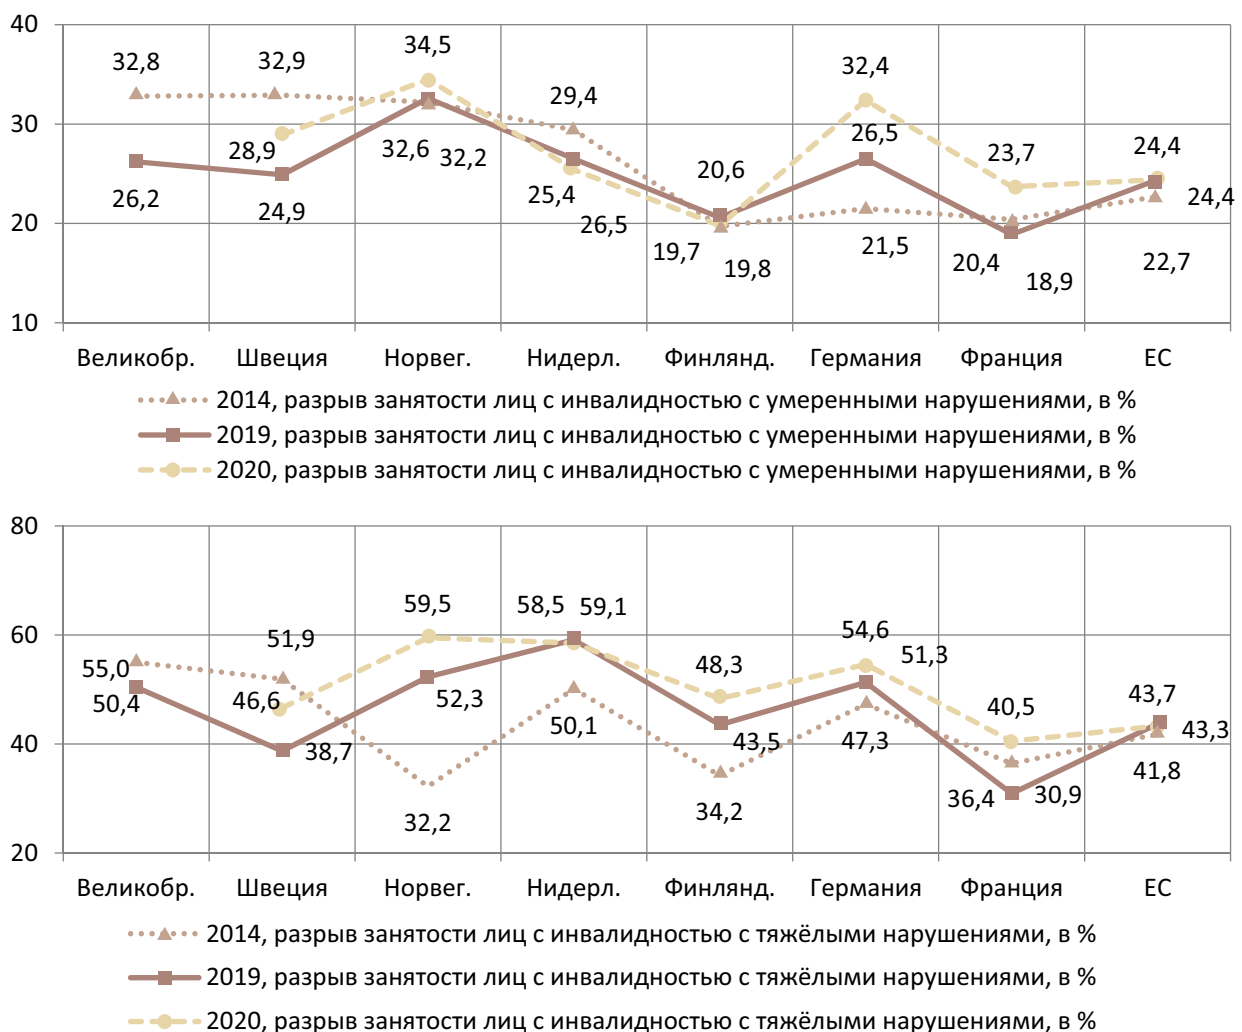 40
32,8 32,9 34,5 29,4 32,4
30
28,9 32,6 32,2 20,6 26,5 23,7 24,4
26,2 24,9 25,4 26,5 24,4
20
19,7 19,8 21,5 20,4 18,9 22,7
10
Великобр. Швеция Норвег. Нидерл. Финлянд. Германия Франция ЕС
2014, разрыв занятости лиц с инвалидностью с умеренными нарушениями, в %
2019, разрыв занятости лиц с инвалидностью с умеренными нарушениями, в %
2020, разрыв занятости лиц с инвалидностью с умеренными нарушениями, в %
80
59,5 58,5 59,1
60
55,0 51,9 48,3 54,6 51,3
50,4 46,6 52,3 50,1 40,5 43,7
40
38,7 43,5 47,3 43,3
32,2 34,2 36,4 30,9 41,8
20
Великобр. Швеция Норвег. Нидерл. Финлянд. Германия Франция ЕС
2014, разрыв занятости лиц с инвалидностью с тяжёлыми нарушениями, в %
2019, разрыв занятости лиц с инвалидностью с тяжёлыми нарушениями, в %
2020, разрыв занятости лиц с инвалидностью с тяжёлыми нарушениями, в %